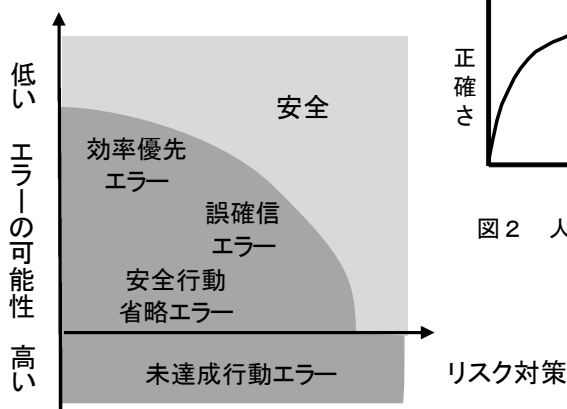 低い エラーの可能性 高い
安全
効率優先
エラー
誤確信
エラー
安全行動
省略エラー
未達成行動エラー
リスク対策
正確さ
図２ 人